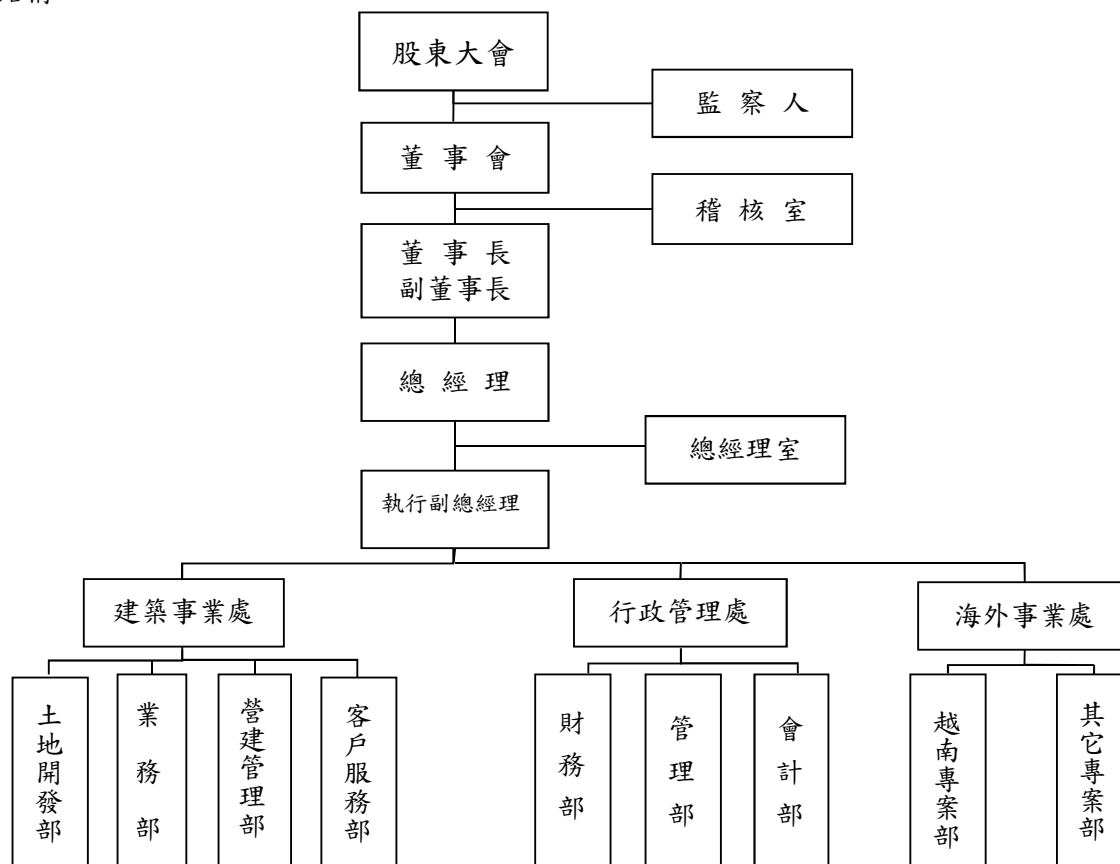 股東大會
監 察 人
董 事 會
稽 核 室
董 事 長
副董事長
總 經 理
總經理室
執行副總經理
建築事業處
行政管理處
海外事業處
土地開發部
業務部
營建管理部
客戶服務部
財務部
管理部
會計部
越南專案部
其它專案部